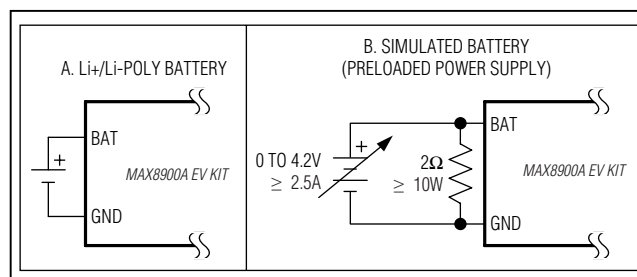 A. Li+/Li-POLY BATTERY
BAT
+
MAX8900A EV KIT
GND
B. SIMULATED BATTERY
(PRELOADED POWER SUPPLY)
BAT
+
0 TO 4.2V
≥ 2.5A
2Ω
≥ 10W
MAX8900A EV KIT
GND